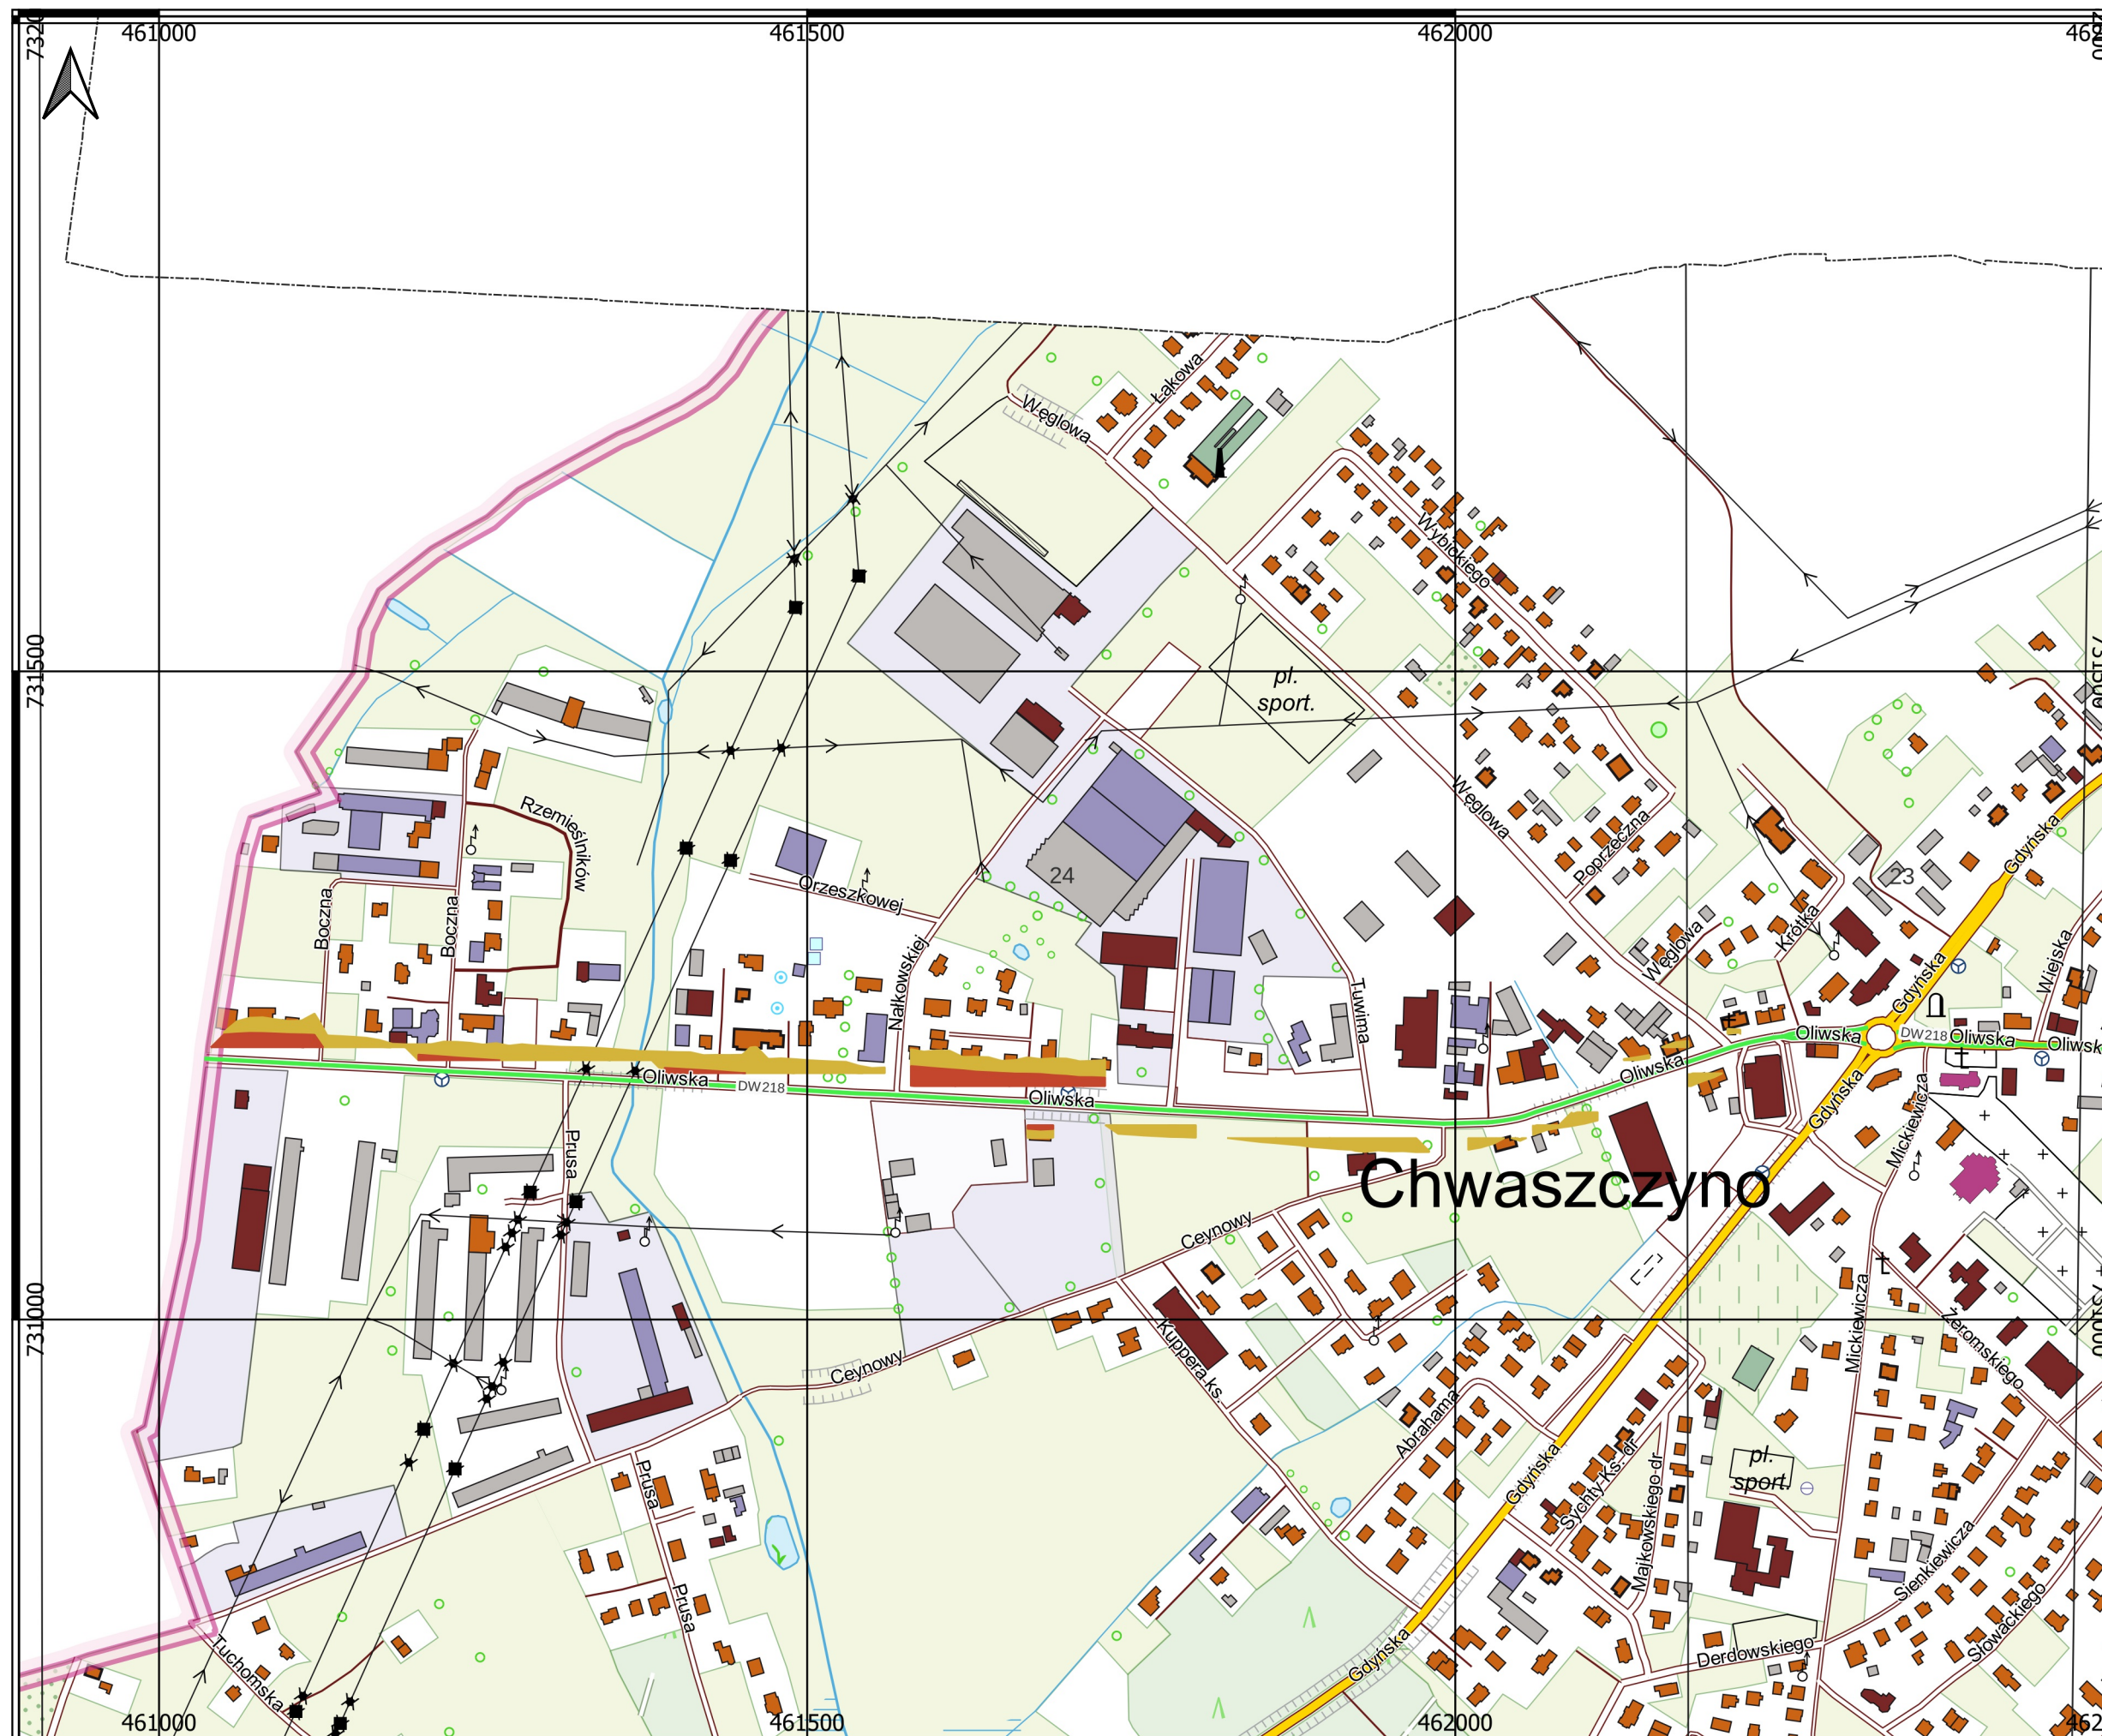 461000
461500
462000
Łąkowa
Węglowa
Wybickiego
731500
pl.
sport.
731500
Rzemieślników
Węglowa
Poprzeczna
Gdyńska
24
23
Orzeszkowej
Boczna
Boczna
Nałkowskiej
Tuwima
Węglowa
Krótka
Gdyńska
Wiejska
Oliwska
DW218
Oliwska
Oliwska
Oliwska
DW218
Oliwska
Oliwska
Gdyńska
Mickiewicza
Prusa
Chwaszczyno
Ceynowy
731000
731000
Mickiewicza
Żeromskiego
Kuppera ks.
Ceynowy
Abrahama
Gdyńska
Sychty Ks. dr
Majkowskiego dr
pl.
sport.
Prusa
Sienkiewicza
Prusa
Słowackiego
Derdowskiego
Gdyńska
Tuchomska
461000
461500
462000